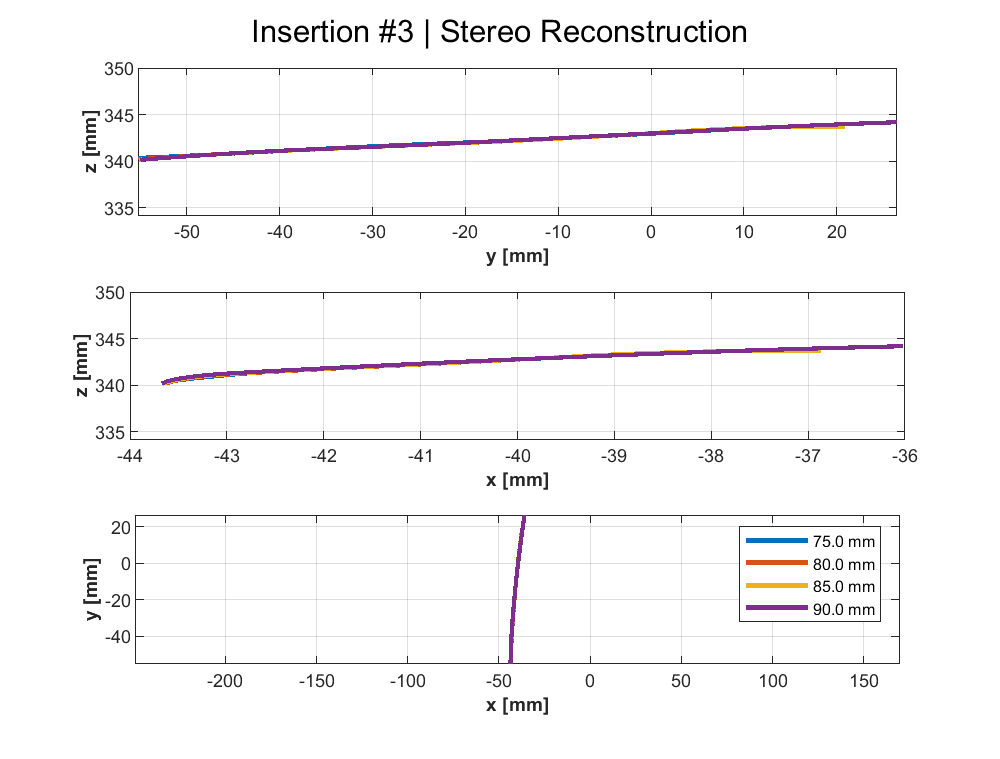 Insertion #3 | Stereo Reconstruction
350
345
340
335
z [mm]
-50 -40 -30 -20 -10 0 10 20
y [mm]
350
345
340
335
z [mm]
-44 -43 -42 -41 -40 -39 -38 -37 -36
x [mm]
20
0
-20
-40
y [mm]
75.0 mm
80.0 mm
85.0 mm
90.0 mm
-200 -150 -100 -50 0 50 100 150
x [mm]